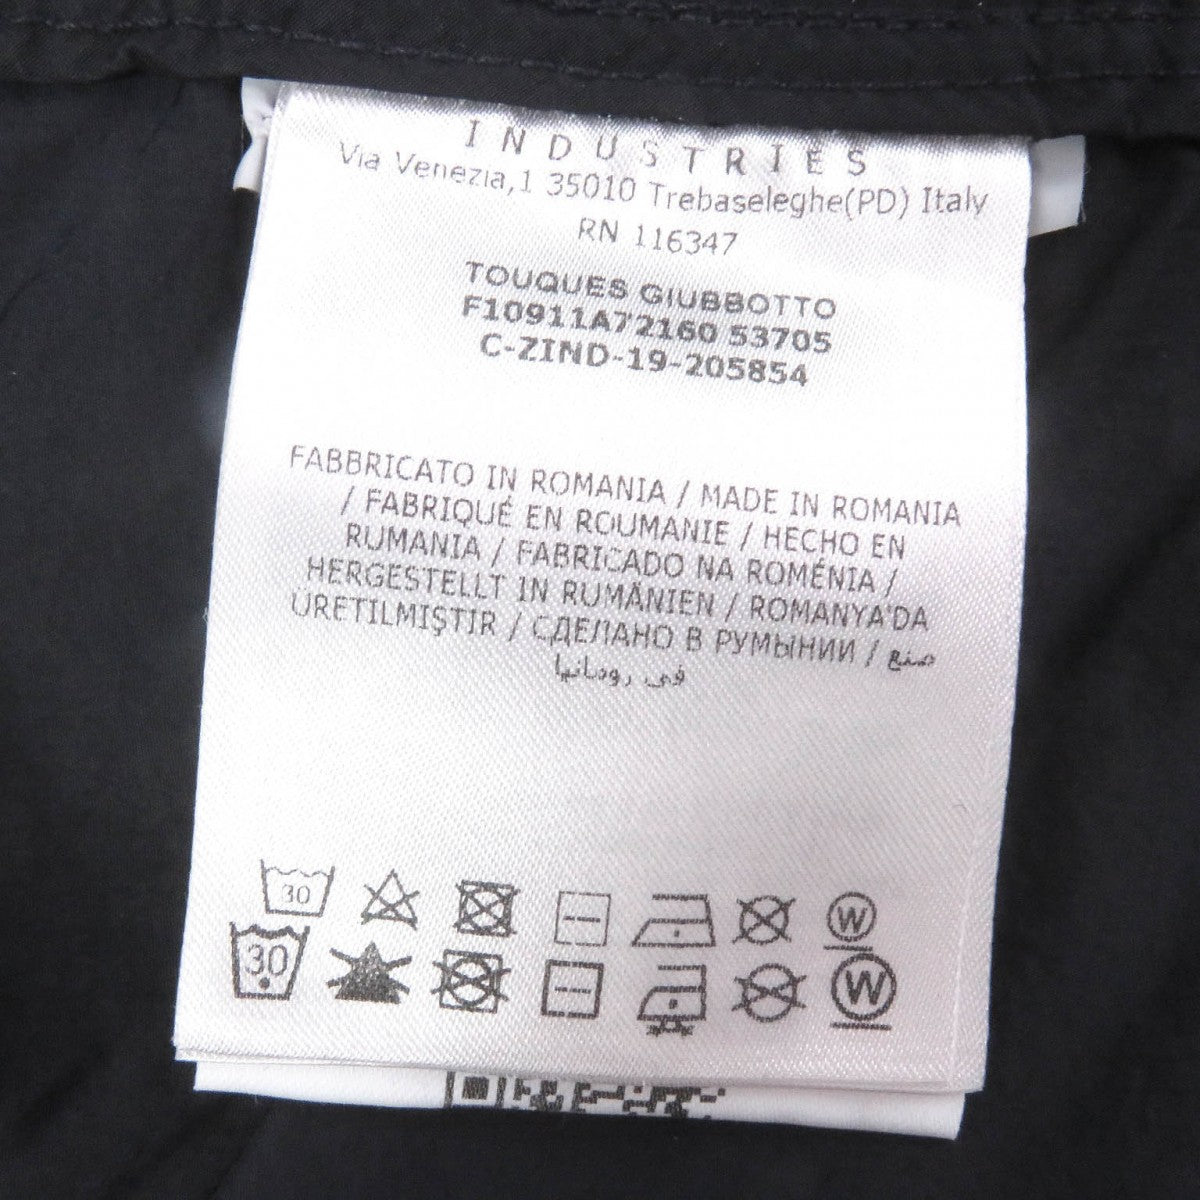 INDUSTRIES
Via Venezia,1 35010 Trebaseleghe(PD) Italy
RN 116347
TOUQUES GIUBBOTTO
F10911A72160 53705
C-ZIND-19-205854
FABBRICATO IN ROMANIA / MADE IN ROMANIA
/ FABRIQUÉ EN ROUMANIE / HECHO EN
RUMANIA / FABRICADO NA ROMÉNIA /
HERGESTELLT IN RUMÄNIEN / ROMANYA'DA
ÜRETILMIŞTIR / СДЕЛАНО В РУМЫНИИ / صنع
في رومانيا
30 W
30 W